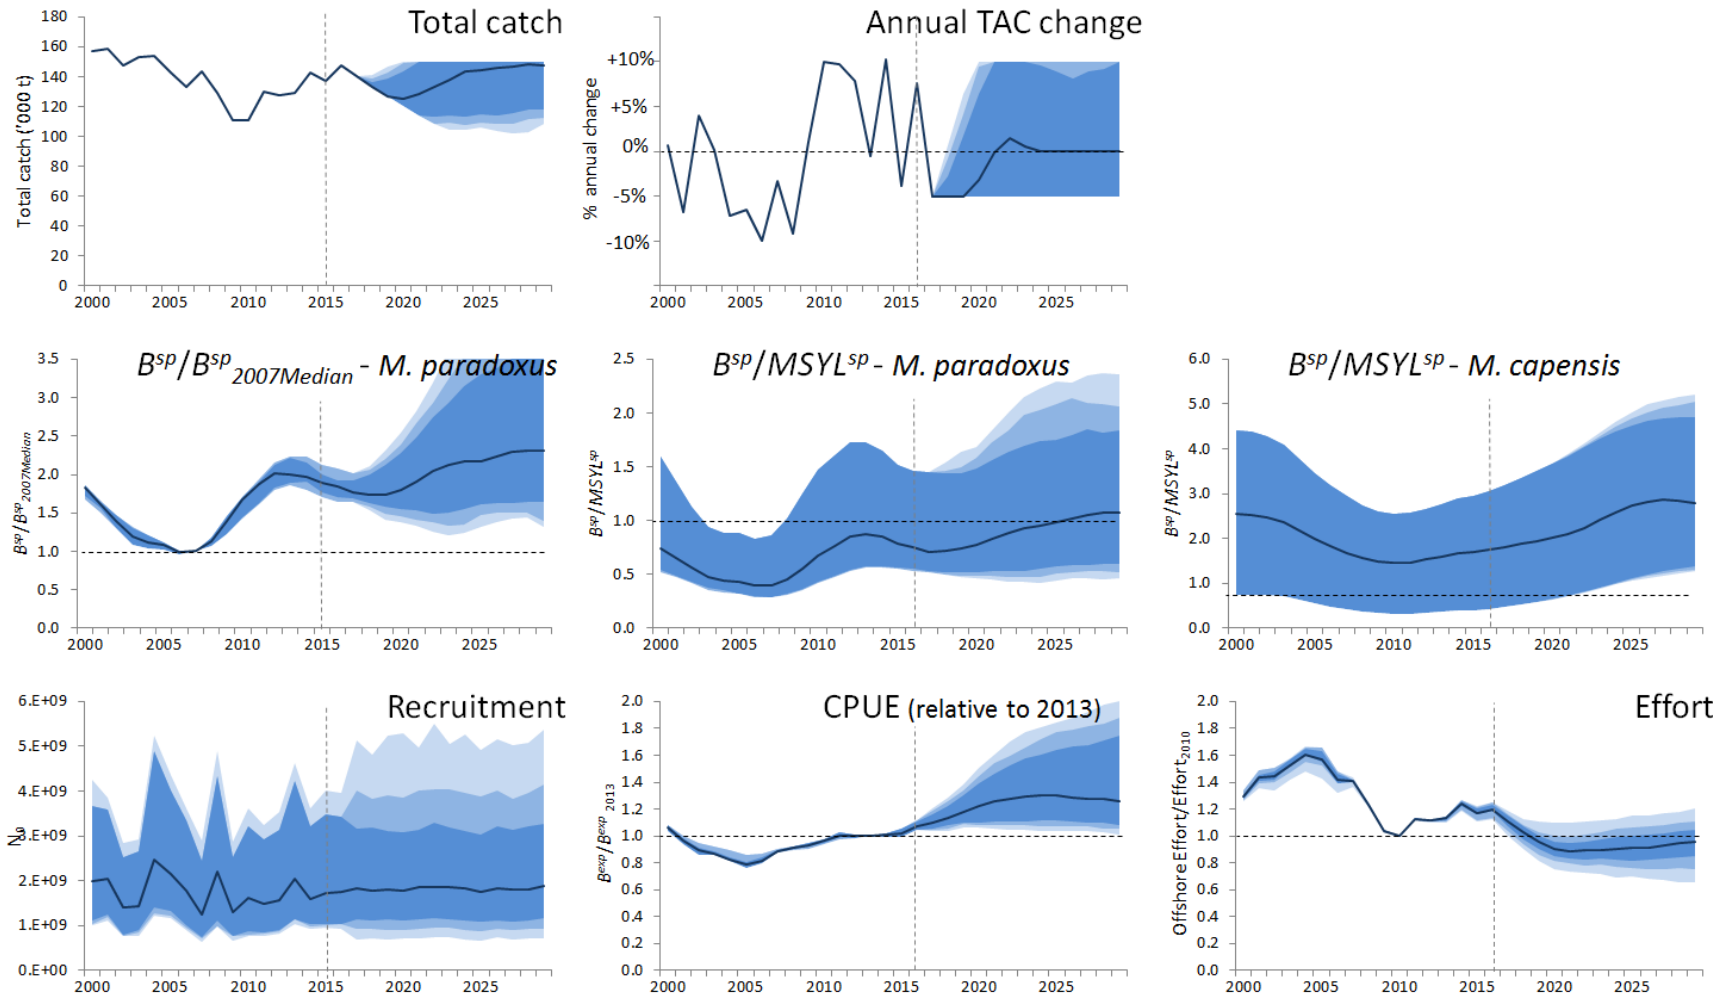 Total catch
Total catch ('000 t)
180
160
140
120
100
80
60
40
20
0
2000 2005 2010 2015 2020 2025
Annual TAC change
% annual change
+10%
+5%
0%
-5%
-10%
2000 2005 2010 2015 2020 2025
Bsp/Bsp2007Median - M. paradoxus
Bsp/Bsp2007Median
3.5
3.0
2.5
2.0
1.5
1.0
0.5
0.0
2000 2005 2010 2015 2020 2025
Bsp/MSYLsp - M. paradoxus
Bsp/MSYLsp
2.5
2.0
1.5
1.0
0.5
0.0
2000 2005 2010 2015 2020 2025
Bsp/MSYLsp - M. capensis
Bsp/MSYLsp
6.0
5.0
4.0
3.0
2.0
1.0
0.0
2000 2005 2010 2015 2020 2025
Recruitment
6.E+09
5.E+09
4.E+09
3.E+09
2.E+09
1.E+09
0.E+00
2000 2005 2010 2015 2020 2025
CPUE (relative to 2013)
Bexp/Bexp2013
2.0
1.8
1.6
1.4
1.2
1.0
0.8
0.6
0.4
0.2
0.0
2000 2005 2010 2015 2020 2025
Effort
Offshore Effort/Effort2010
2.0
1.8
1.6
1.4
1.2
1.0
0.8
0.6
0.4
0.2
0.0
2000 2005 2010 2015 2020 2025